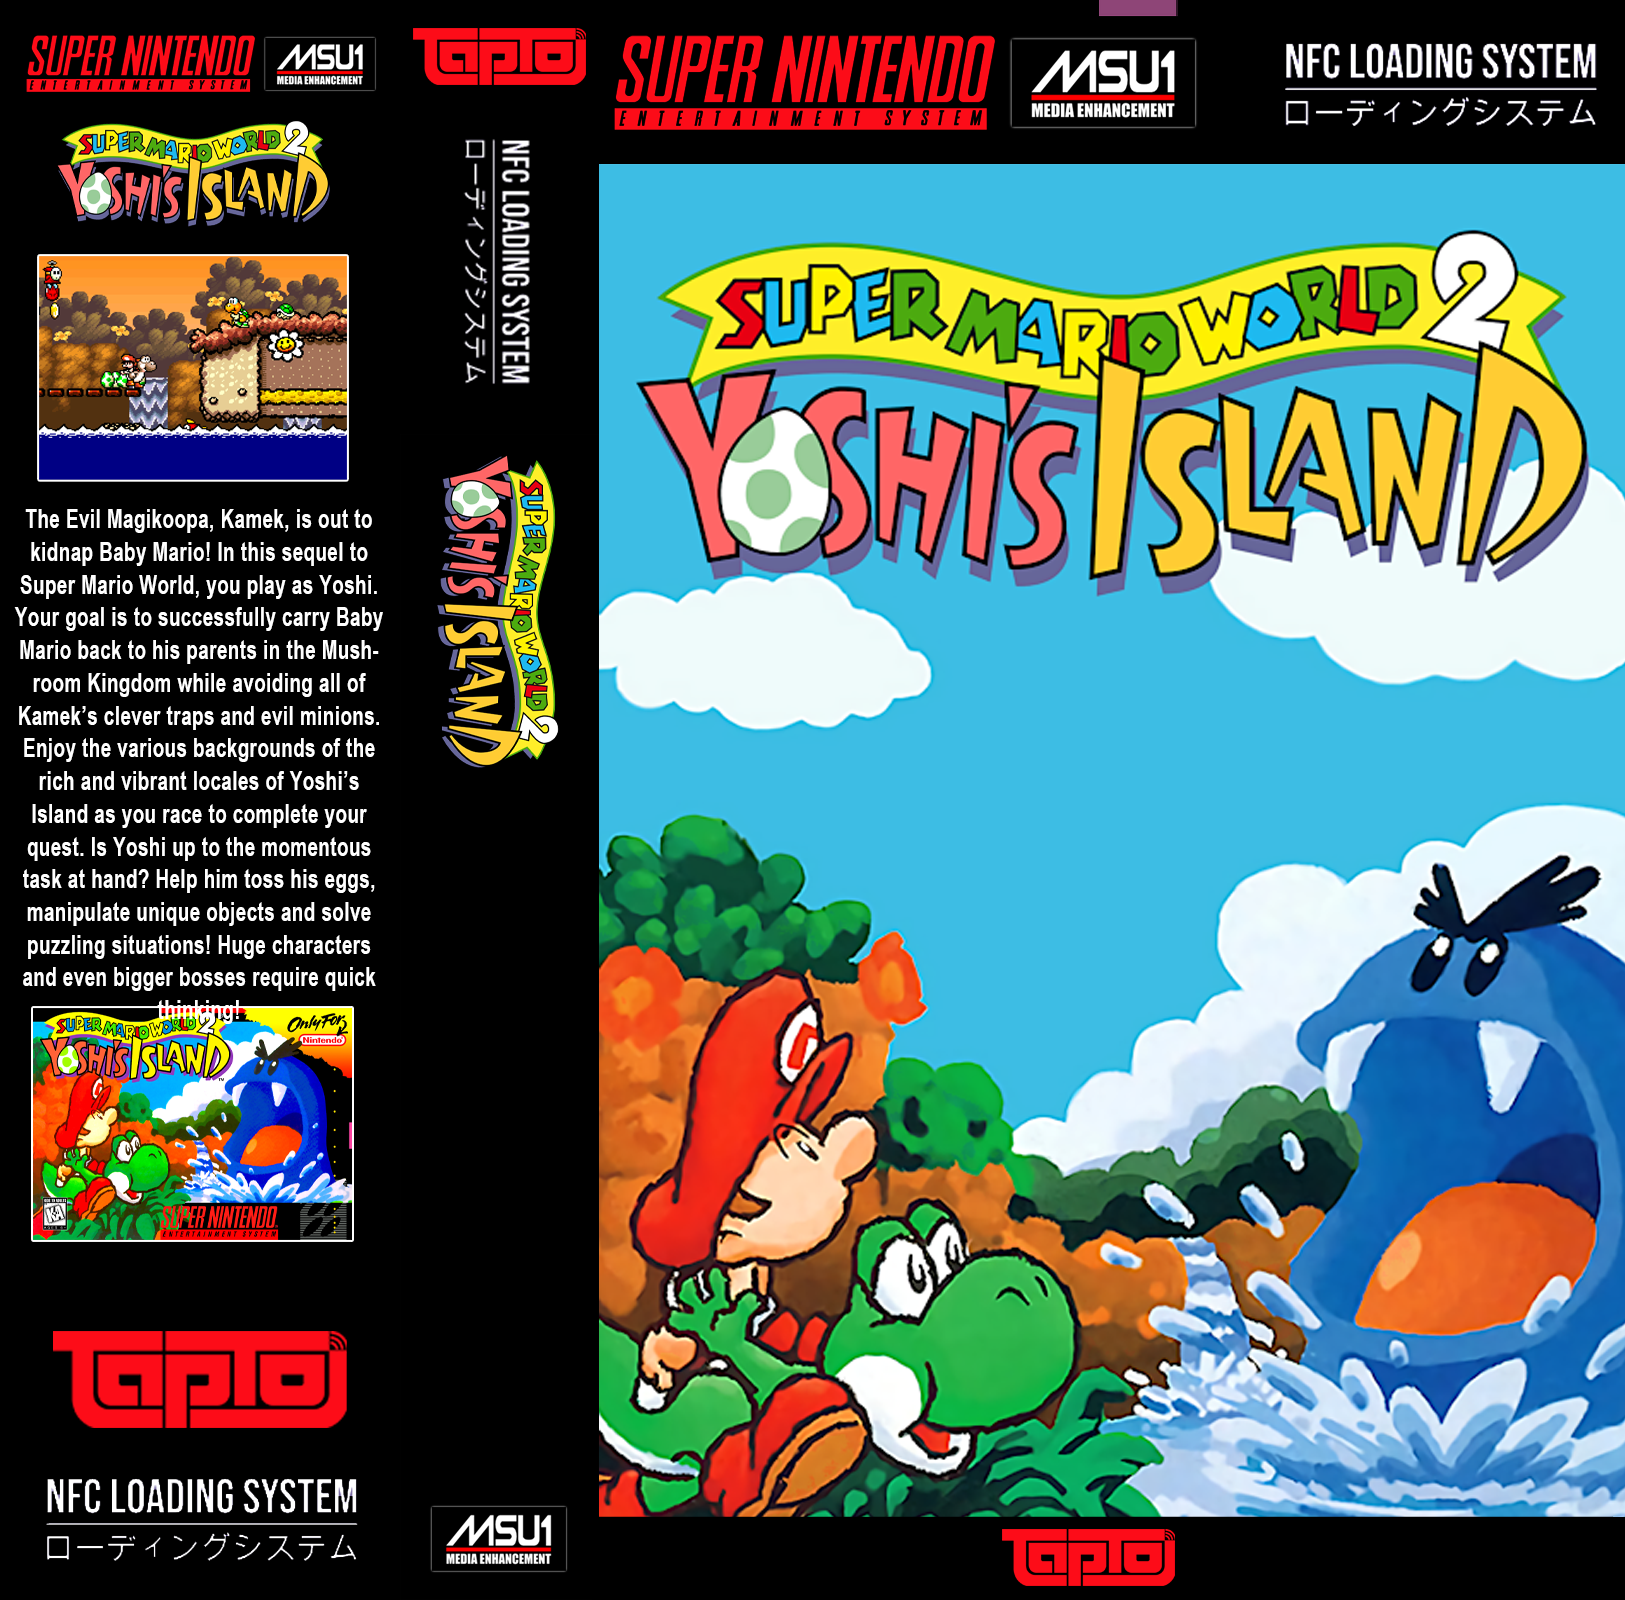 SUPER NINTENDO
ENTERTAINMENT SYSTEM
MSU1
MEDIA ENHANCEMENT
SUPER MARIO WORLD 2
YOSHI'S ISLAND
The Evil Magikoopa, Kamek, is out to
kidnap Baby Mario! In this sequel to
Super Mario World, you play as Yoshi.
Your goal is to successfully carry Baby
Mario back to his parents in the Mush-
room Kingdom while avoiding all of
Kamek’s clever traps and evil minions.
Enjoy the various backgrounds of the
rich and vibrant locales of Yoshi’s
Island as you race to complete your
quest. Is Yoshi up to the momentous
task at hand? Help him toss his eggs,
manipulate unique objects and solve
puzzling situations! Huge characters
and even bigger bosses require quick
thinking!
SUPER MARIO WORLD 2
YOSHI'S ISLAND
Only For
Nintendo
K-A
SUPER NINTENDO
ENTERTAINMENT SYSTEM
TapTo
NFC LOADING SYSTEM
ローディングシステム
TapTo
NFC LOADING SYSTEM
ローディングシステム
SUPER MARIO WORLD 2
YOSHI'S ISLAND
MSU1
MEDIA ENHANCEMENT
SUPER NINTENDO
ENTERTAINMENT SYSTEM
MSU1
MEDIA ENHANCEMENT
NFC LOADING SYSTEM
ローディングシステム
SUPER MARIO WORLD 2
YOSHI'S ISLAND
TapTo